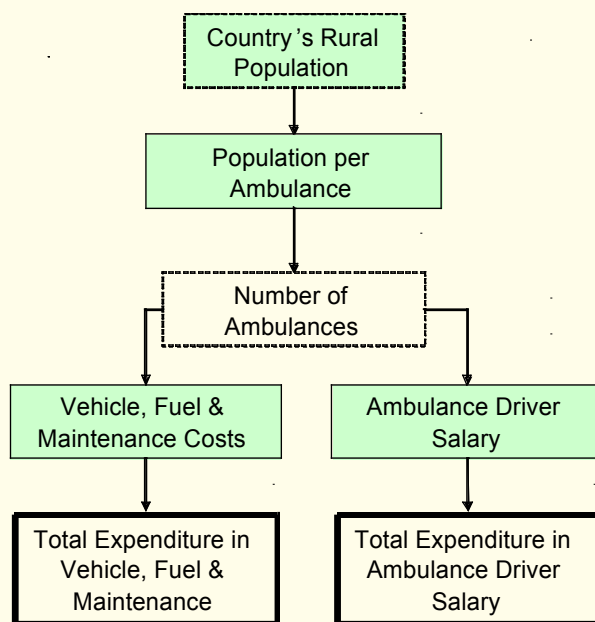 Country's Rural
Population
Population per
Ambulance
Number of
Ambulances
Vehicle, Fuel &
Maintenance Costs
Ambulance Driver
Salary
Total Expenditure in
Vehicle, Fuel &
Maintenance
Total Expenditure in
Ambulance Driver
Salary